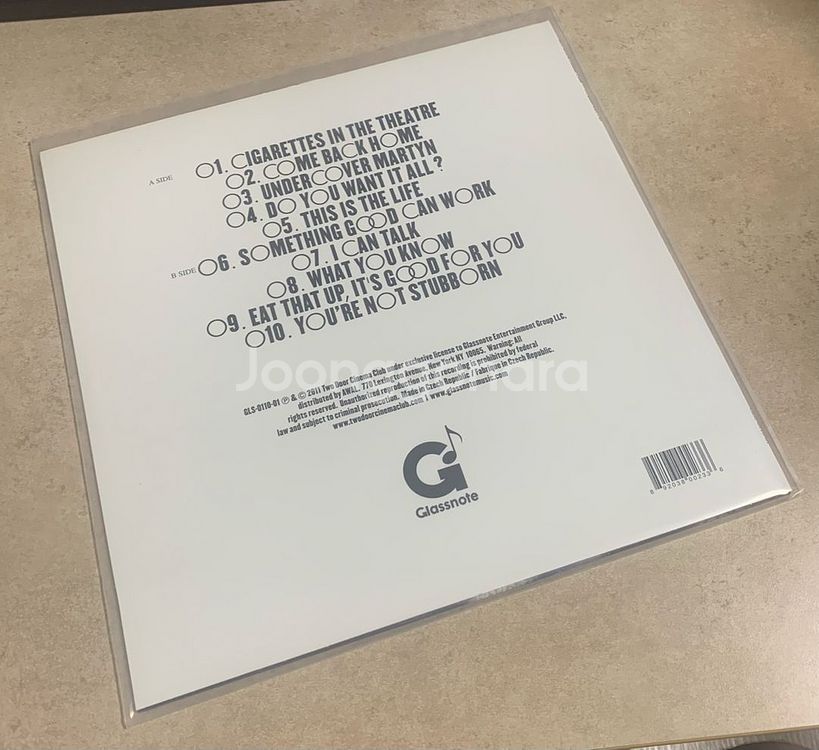 A SIDE
01. CIGARETTES IN THE THEATRE
02. COME BACK HOME
03. UNDERCOVER MARTYN
04. DO YOU WANT IT ALL?
05. THIS IS THE LIFE
B SIDE
06. SOMETHING GOOD CAN WORK
07. I CAN TALK
08. WHAT YOU KNOW
09. EAT THAT UP, IT'S GOOD FOR YOU
010. YOU'RE NOT STUBBORN
GLS-0110-01 ℗ & © 2011 Two Door Cinema Club under exclusive license to Glassnote Entertainment Group LLC,
distributed by AWAL. 770 Lexington Avenue, New York NY 10065. Warning: All
rights reserved. Unauthorized reproduction of this recording is prohibited by federal
law and subject to criminal prosecution. Made in Czech Republic / Fabrique in Czech Republic.
www.twodoorcinemaclub.com | www.glassnotemusic.com
Glassnote
8 92038 00233 6